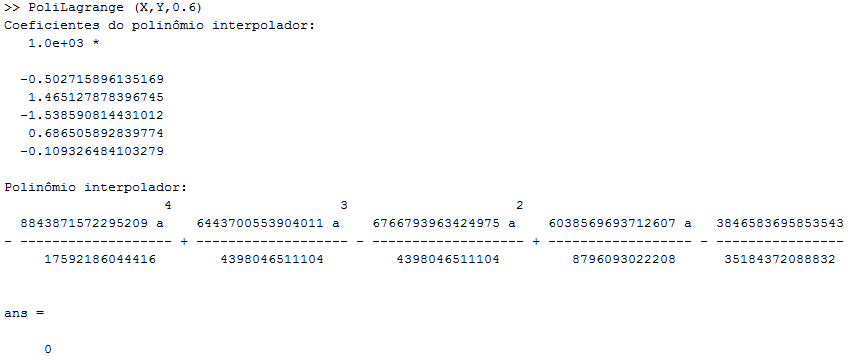 >> PoliLagrange (X,Y,0.6)
Coeficientes do polinômio interpolador:
1.0e+03 *
-0.502715896135169
1.465127878396745
-1.538590814431012
0.686505892839774
-0.109326484103279
Polinômio interpolador:
4 3 2
8843871572295209 a 6443700553904011 a 6766793963424975 a 6038569693712607 a 3846583695853543
- ------------------- + ------------------- - ------------------- + ------------------ - ----------------
17592186044416 4398046511104 4398046511104 8796093022208 35184372088832
ans =
0